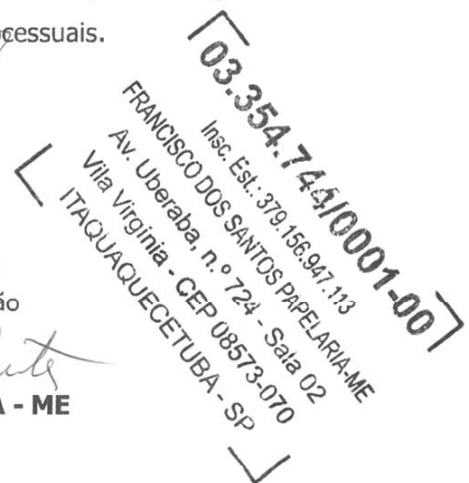 cessuais.
03.354.744/0001-00
Insc. Est.: 379.156.947.113
FRANCISCO DOS SANTOS PAPELARIA-ME
Av. Uberaba, n.º 724 - Sala 02
Vila Virginia - CEP 08573-070
ITAQUAQUECETUBA - SP
ão
A - ME